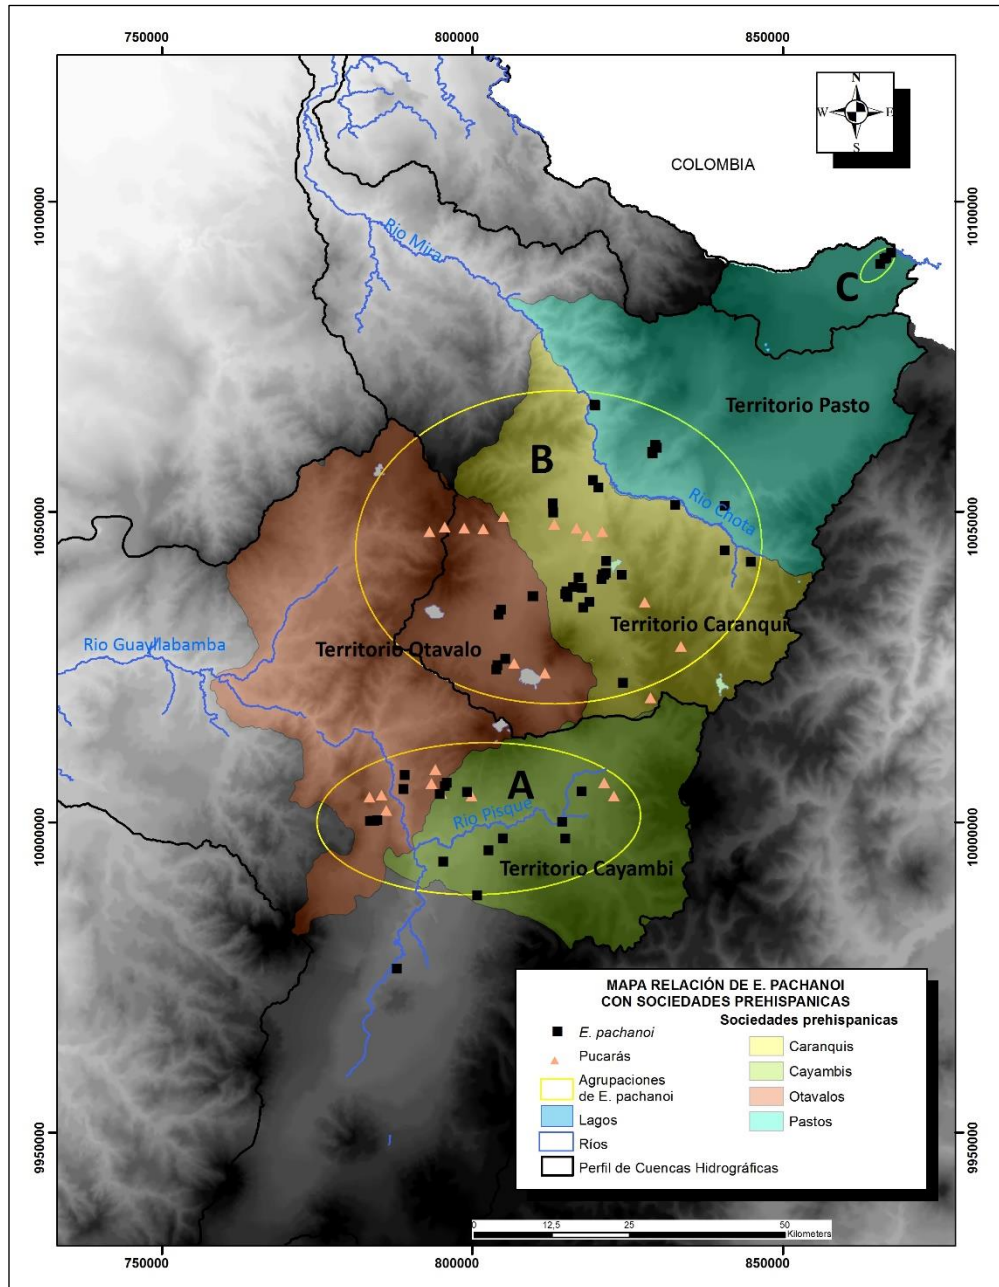 750000
800000
850000
N
W
E
S
COLOMBIA
10100000
10100000
Rio Mira
C
Territorio Pasto
B
Rio Chota
10050000
10050000
Territorio Caranqui
Rio Guayllabamba
Territorio Otavalo
A
Rio Pisque
10000000
10000000
Territorio Cayambi
MAPA RELACIÓN DE E. PACHANOI
CON SOCIEDADES PREHISPANICAS
E. pachanoi
Pucarás
Agrupaciones
de E. pachanoi
Lagos
Ríos
Perfil de Cuencas Hidrográficas
Sociedades prehispanicas
Caranquis
Cayambis
Otavalos
Pastos
9950000
9950000
0
12,5
25
50
Kilometers
750000
800000
850000